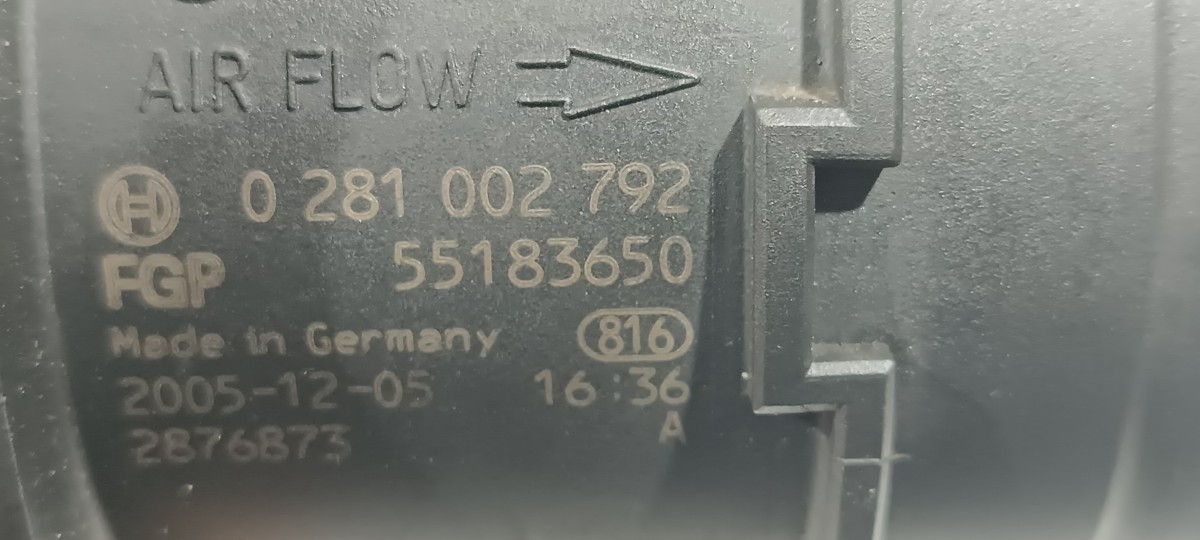 AIR FLOW
0 281 002 792
FGP 55183650
Made in Germany 816
2005-12-05 16:36
A
2876873